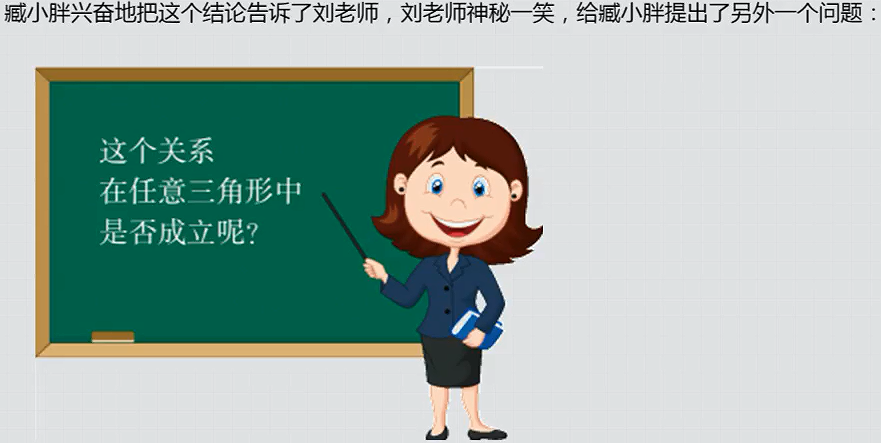 臧小胖兴奋地把这个结论告诉了刘老师，刘老师神秘一笑，给臧小胖提出了另外一个问题：
这个关系
在任意三角形中
是否成立呢?